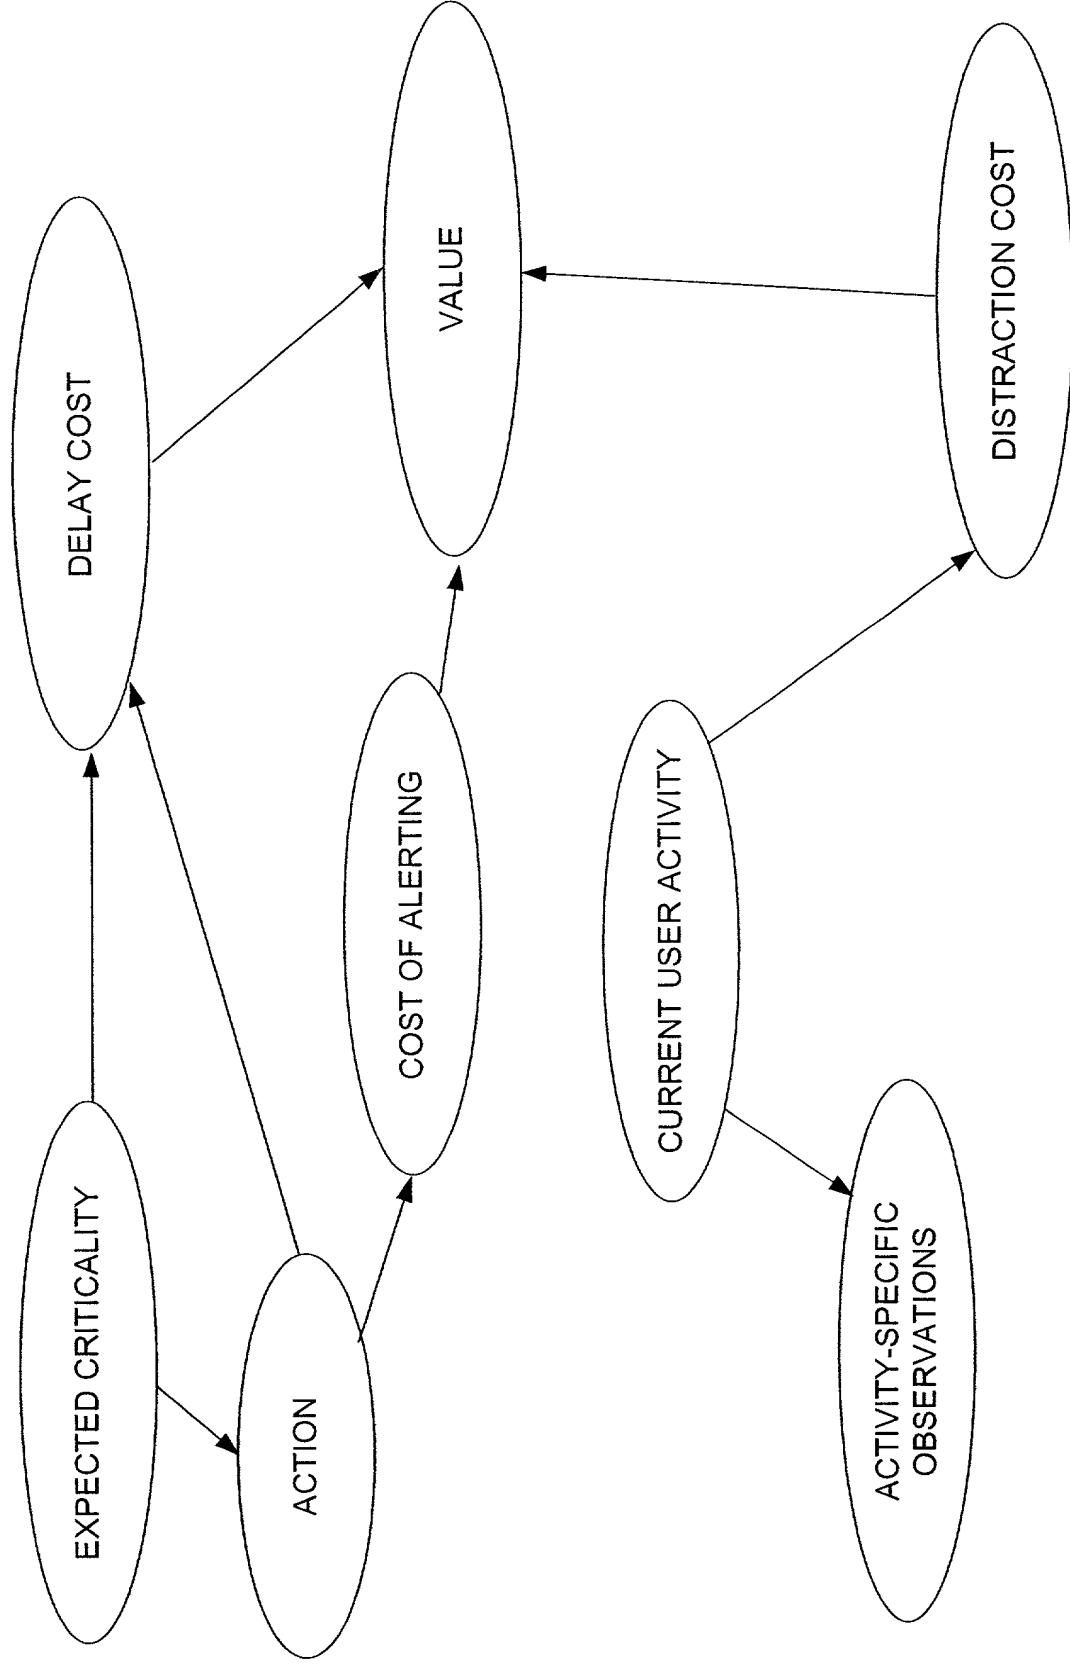 EXPECTED CRITICALITY
DELAY COST
ACTION
COST OF ALERTING
VALUE
CURRENT USER ACTIVITY
ACTIVITY-SPECIFIC
OBSERVATIONS
DISTRACTION COST